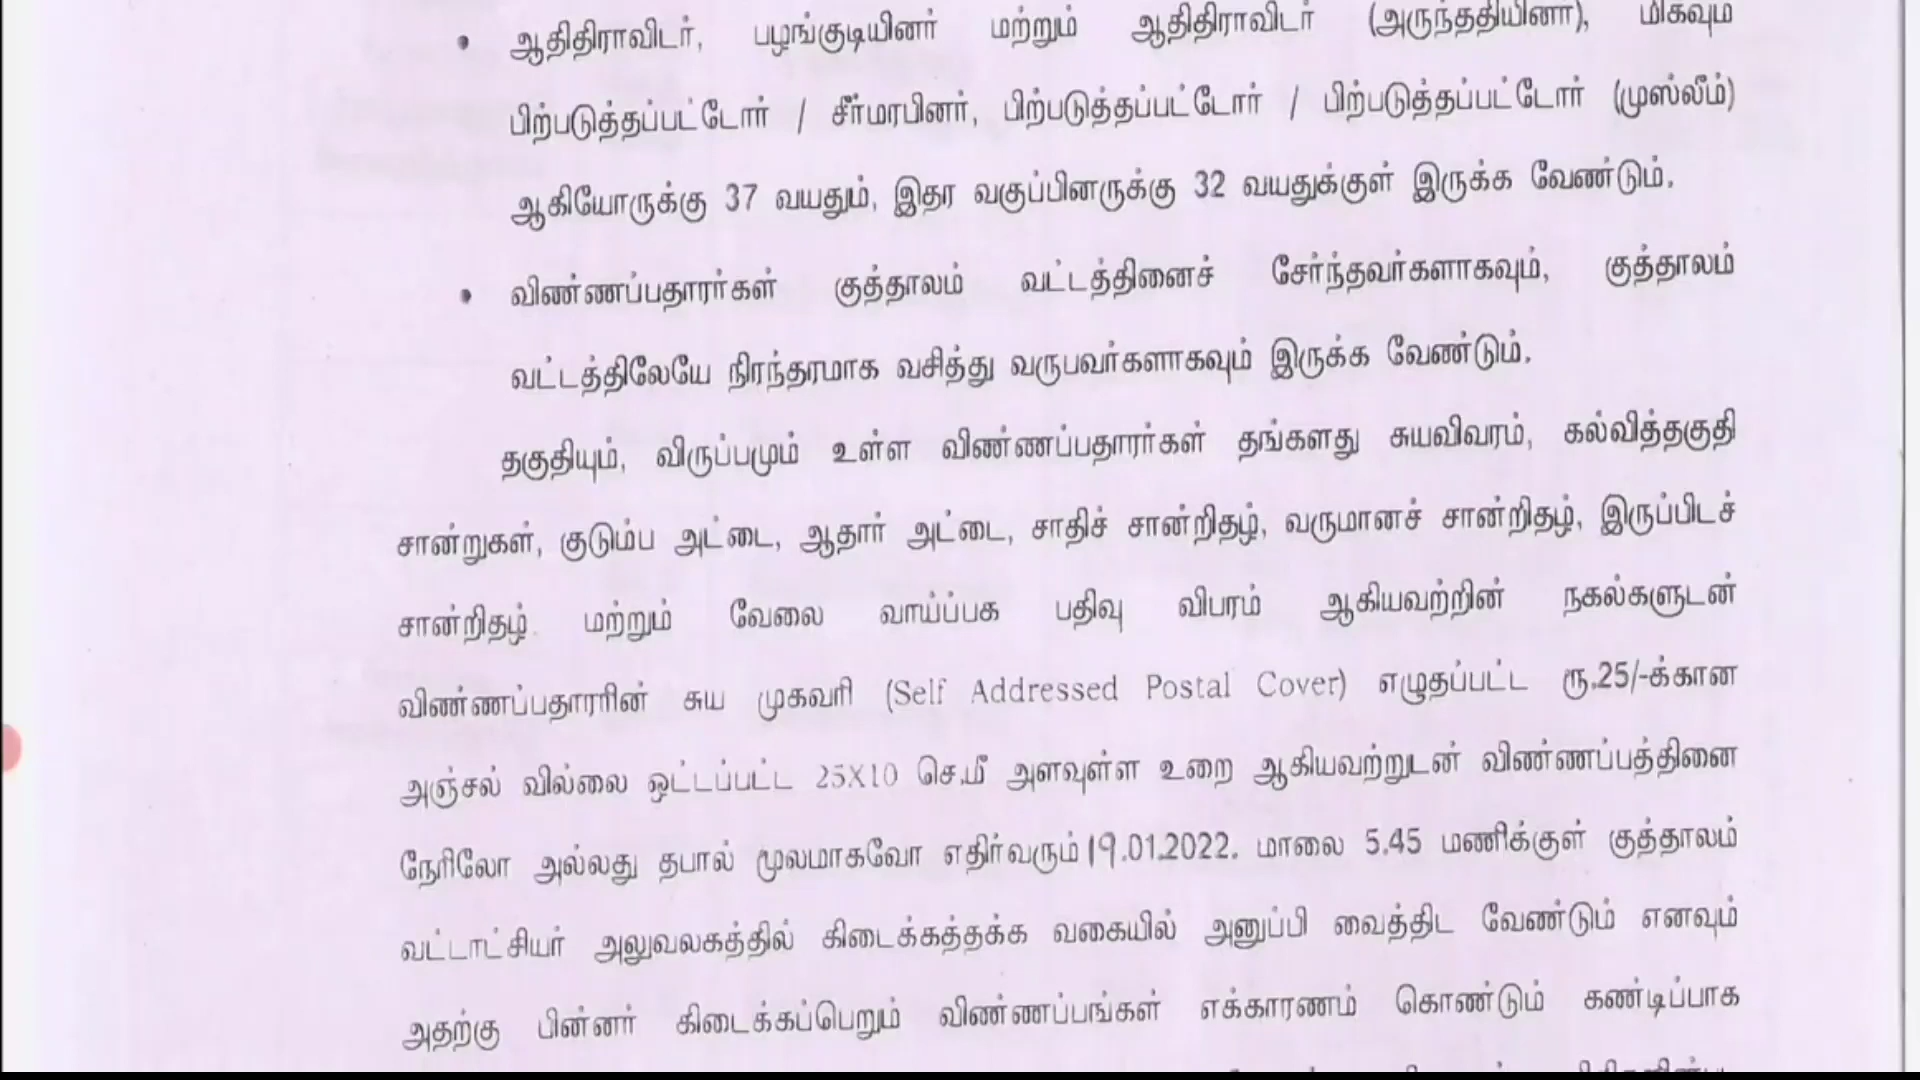 • ஆதிதிராவிடர், பழங்குடியினர் மற்றும் ஆதிதிராவிடர் (அருந்ததியினர்), மிகவும்
பிற்படுத்தப்பட்டோர் / சீர்மரபினர், பிற்படுத்தப்பட்டோர் / பிற்படுத்தப்பட்டோர் (முஸ்லீம்)
ஆகியோருக்கு 37 வயதும், இதர வகுப்பினருக்கு 32 வயதுக்குள் இருக்க வேண்டும்.
• விண்ணப்பதாரர்கள் குத்தாலம் வட்டத்தினைச் சேர்ந்தவர்களாகவும், குத்தாலம்
வட்டத்திலேயே நிரந்தரமாக வசித்து வருபவர்களாகவும் இருக்க வேண்டும்.
தகுதியும், விருப்பமும் உள்ள விண்ணப்பதாரர்கள் தங்களது சுயவிவரம், கல்வித்தகுதி
சான்றுகள், குடும்ப அட்டை, ஆதார் அட்டை, சாதிச் சான்றிதழ், வருமானச் சான்றிதழ், இருப்பிடச்
சான்றிதழ் மற்றும் வேலை வாய்ப்பக பதிவு விபரம் ஆகியவற்றின் நகல்களுடன்
விண்ணப்பதாரரின் சுய முகவரி (Self Addressed Postal Cover) எழுதப்பட்ட ரூ.25/-க்கான
அஞ்சல் வில்லை ஒட்டப்பட்ட 25X10 செ.மீ அளவுள்ள உறை ஆகியவற்றுடன் விண்ணப்பத்தினை
நேரிலோ அல்லது தபால் மூலமாகவோ எதிர்வரும் 19.01.2022. மாலை 5.45 மணிக்குள் குத்தாலம்
வட்டாட்சியர் அலுவலகத்தில் கிடைக்கத்தக்க வகையில் அனுப்பி வைத்திட வேண்டும் எனவும்
அதற்கு பின்னர் கிடைக்கப்பெறும் விண்ணப்பங்கள் எக்காரணம் கொண்டும் கண்டிப்பாக